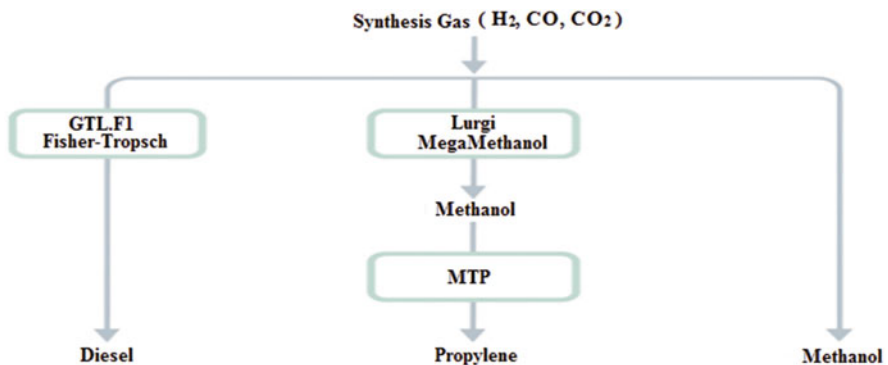 Synthesis Gas ( H2, CO, CO2 )
GTL.F1
Fisher-Tropsch
Lurgi
MegaMethanol
Methanol
MTP
Diesel
Propylene
Methanol